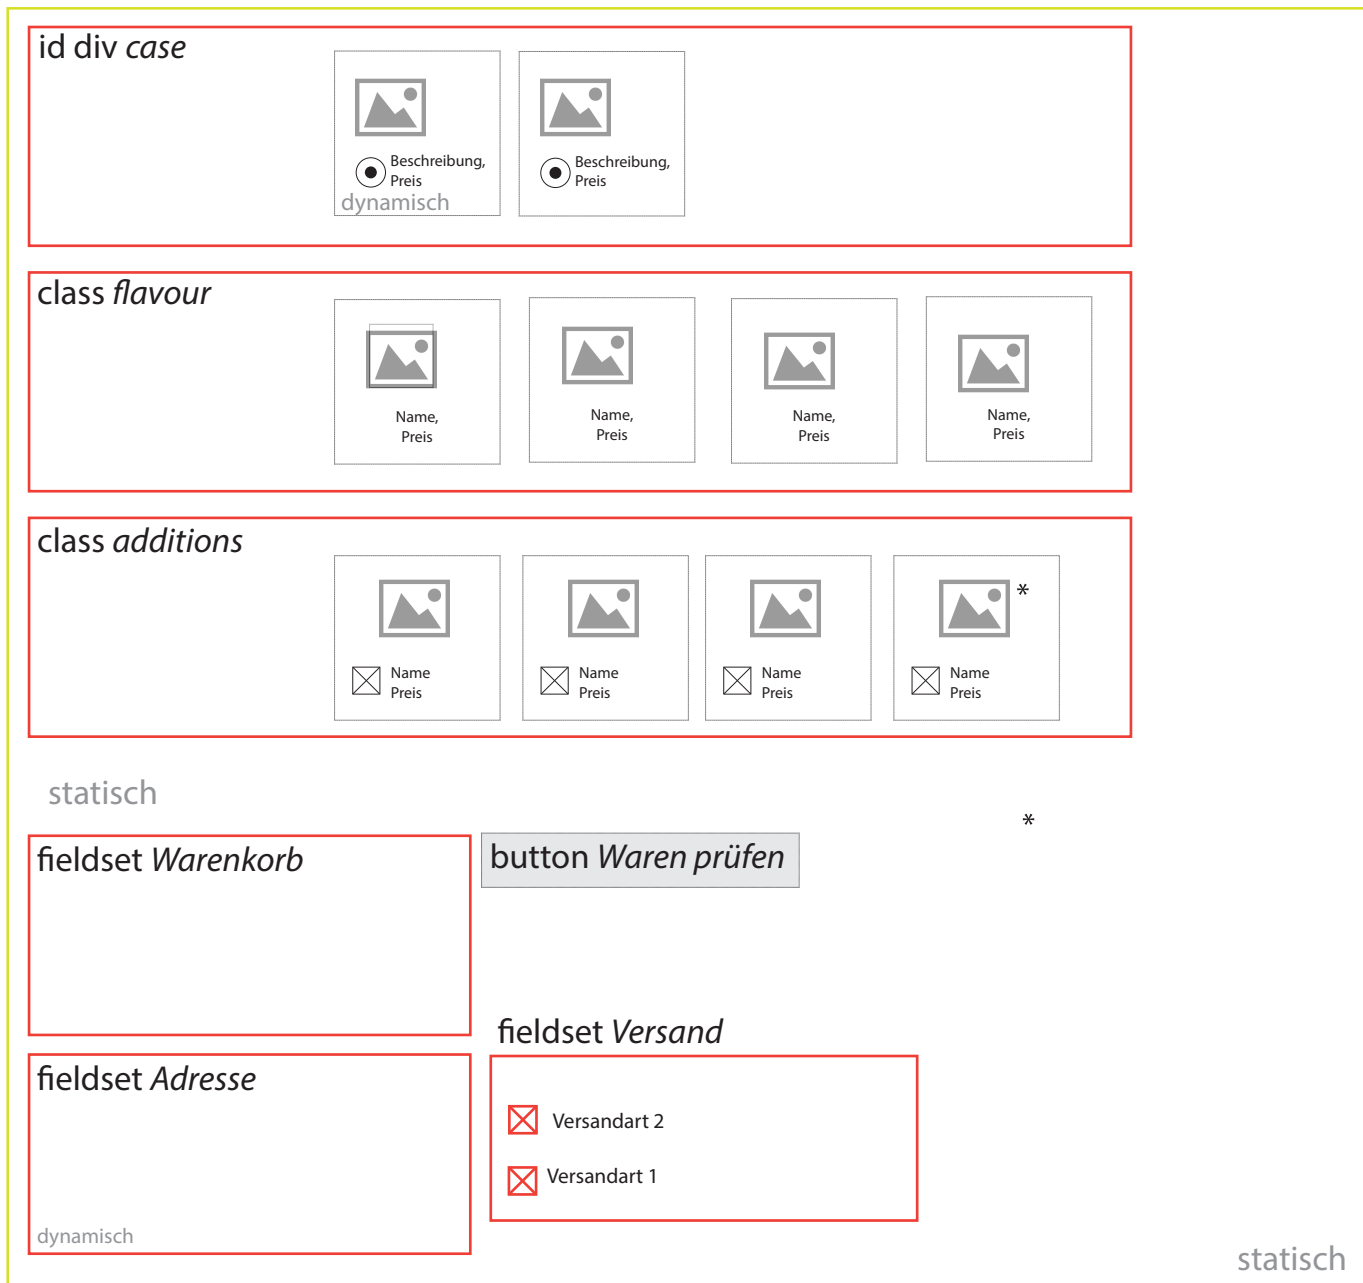 id div case
Beschreibung,
Preis
dynamisch
Beschreibung,
Preis
class flavour
Name,
Preis
Name,
Preis
Name,
Preis
Name,
Preis
class additions
*
Name
Preis
Name
Preis
Name
Preis
Name
Preis
statisch
*
fieldset Warenkorb
button Waren prüfen
fieldset Versand
fieldset Adresse
Versandart 2
Versandart 1
dynamisch
statisch